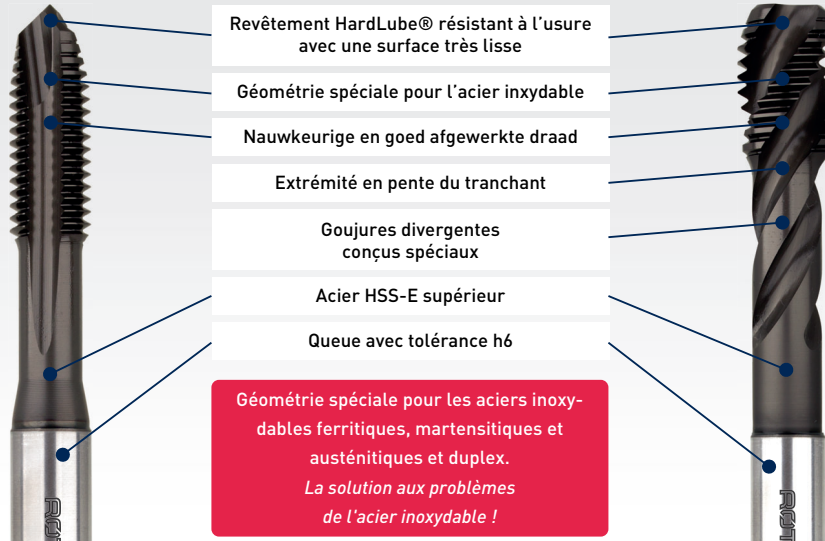 Revêtement HardLube® résistant à l’usure
avec une surface très lisse
Géométrie spéciale pour l’acier inxydable
Nauwkeurige en goed afgewerkte draad
Extrémité en pente du tranchant
Goujures divergentes
conçus spéciaux
Acier HSS-E supérieur
Queue avec tolérance h6
Géométrie spéciale pour les aciers inoxy-
dables ferritiques, martensitiques et
austénitiques et duplex.
La solution aux problèmes
de l'acier inoxydable !